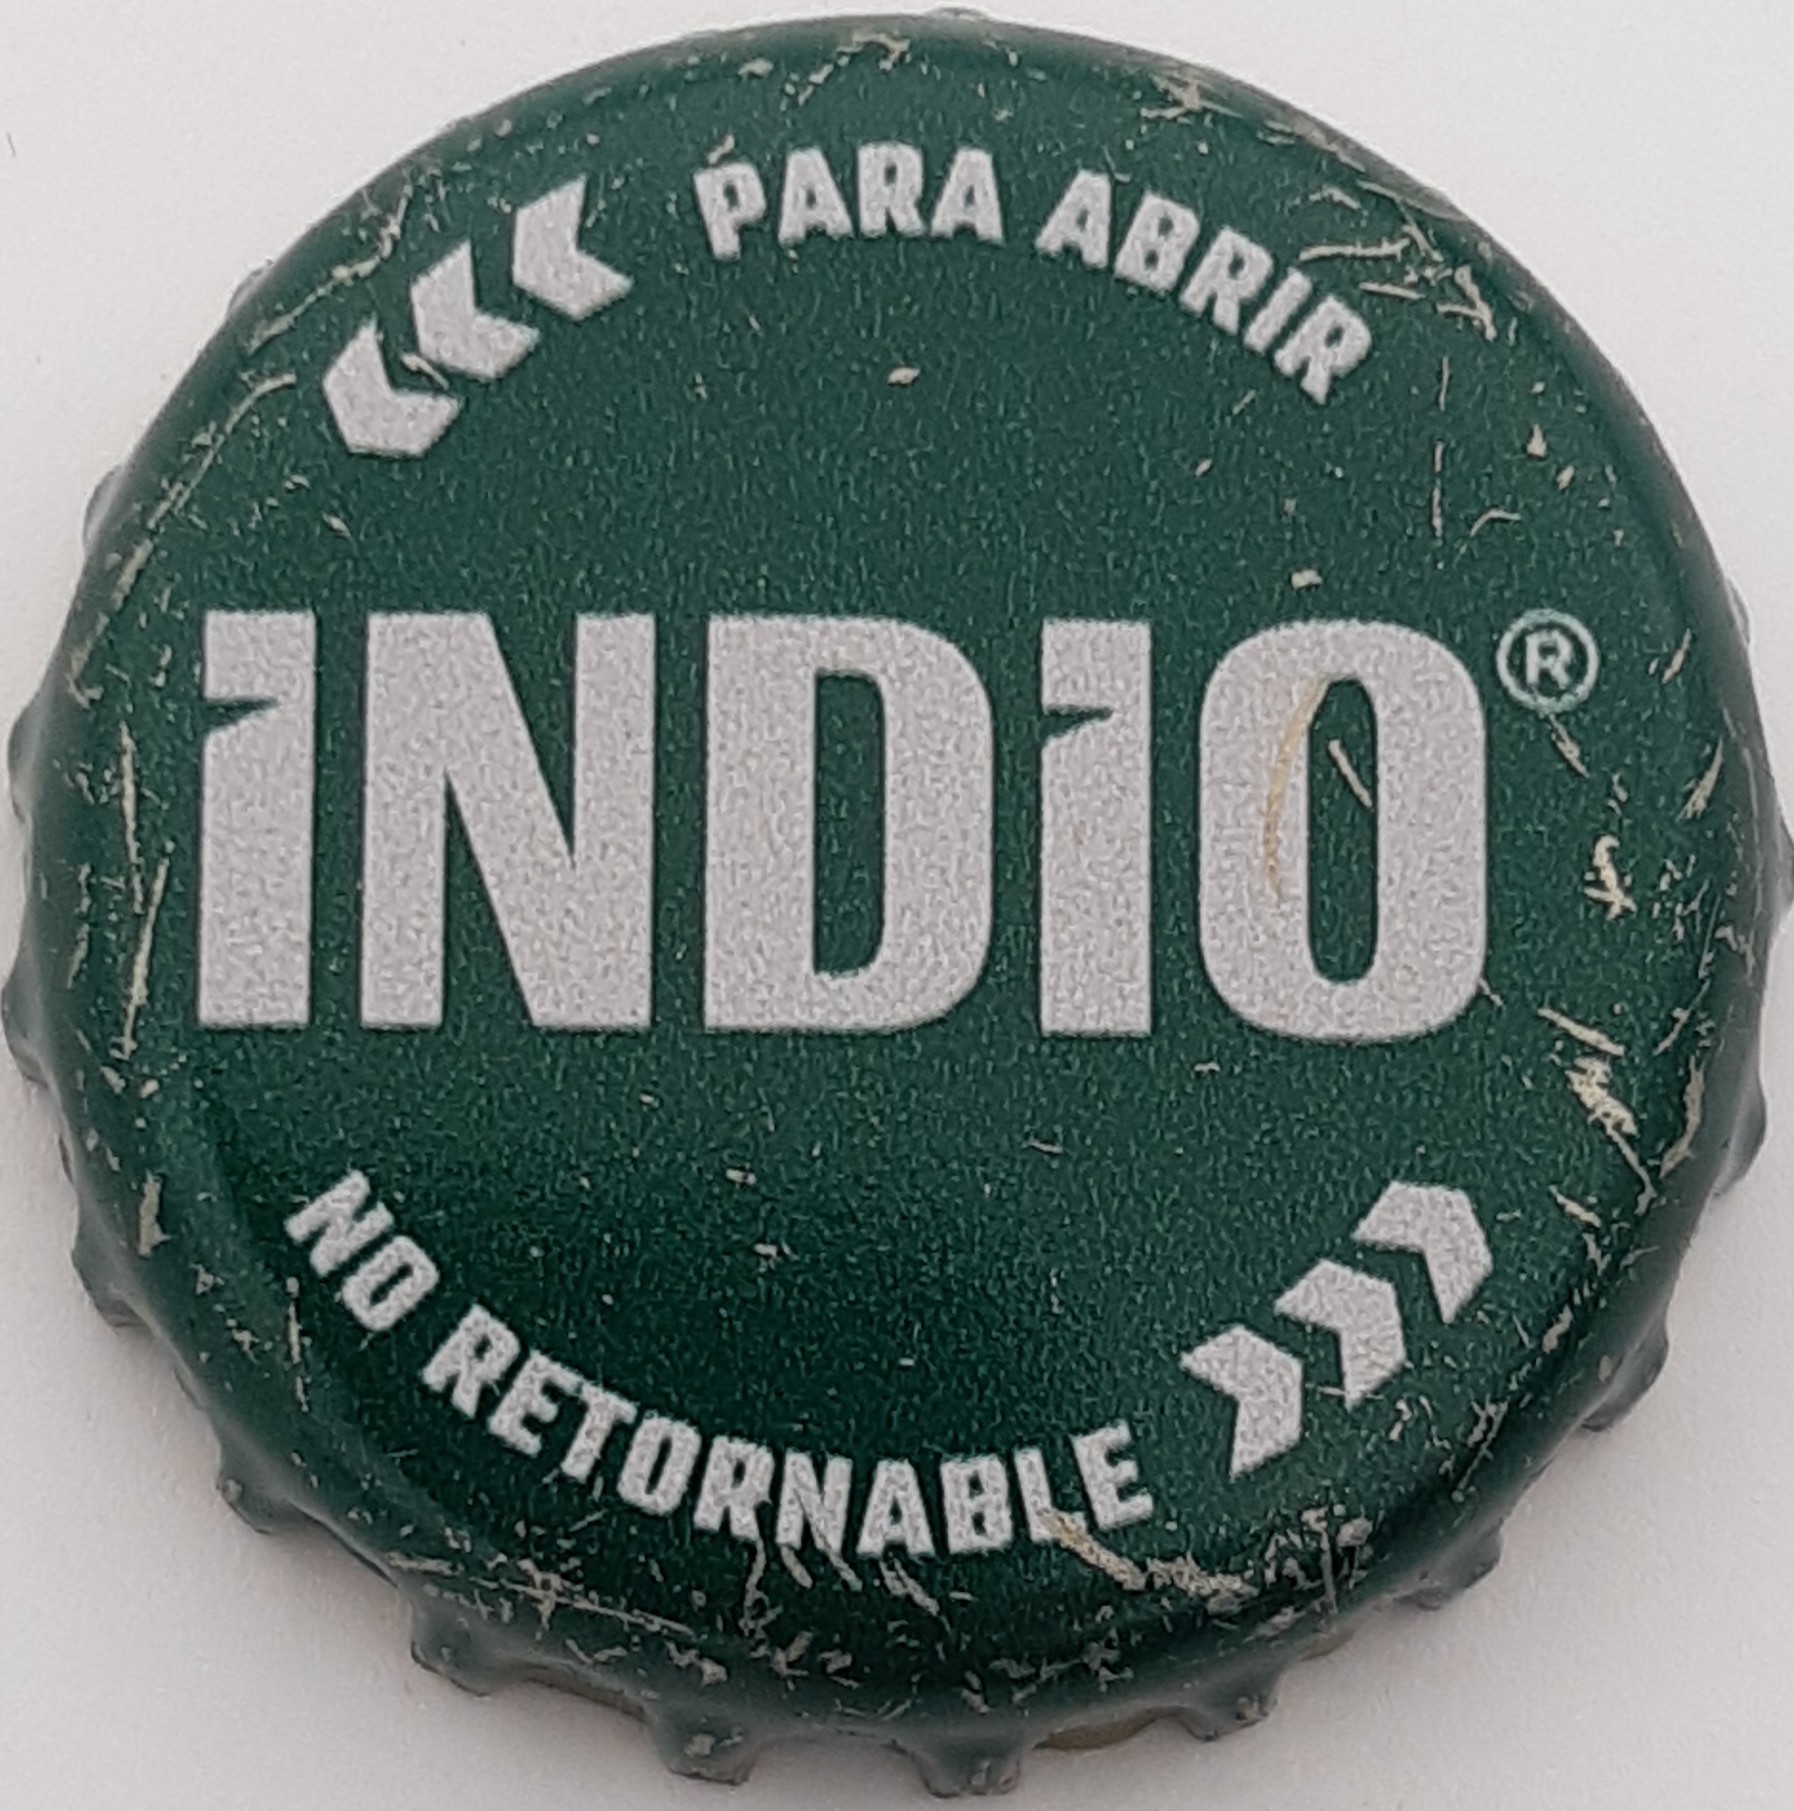 PARA ABRIR
iNDiO®
NO RETORNABLE